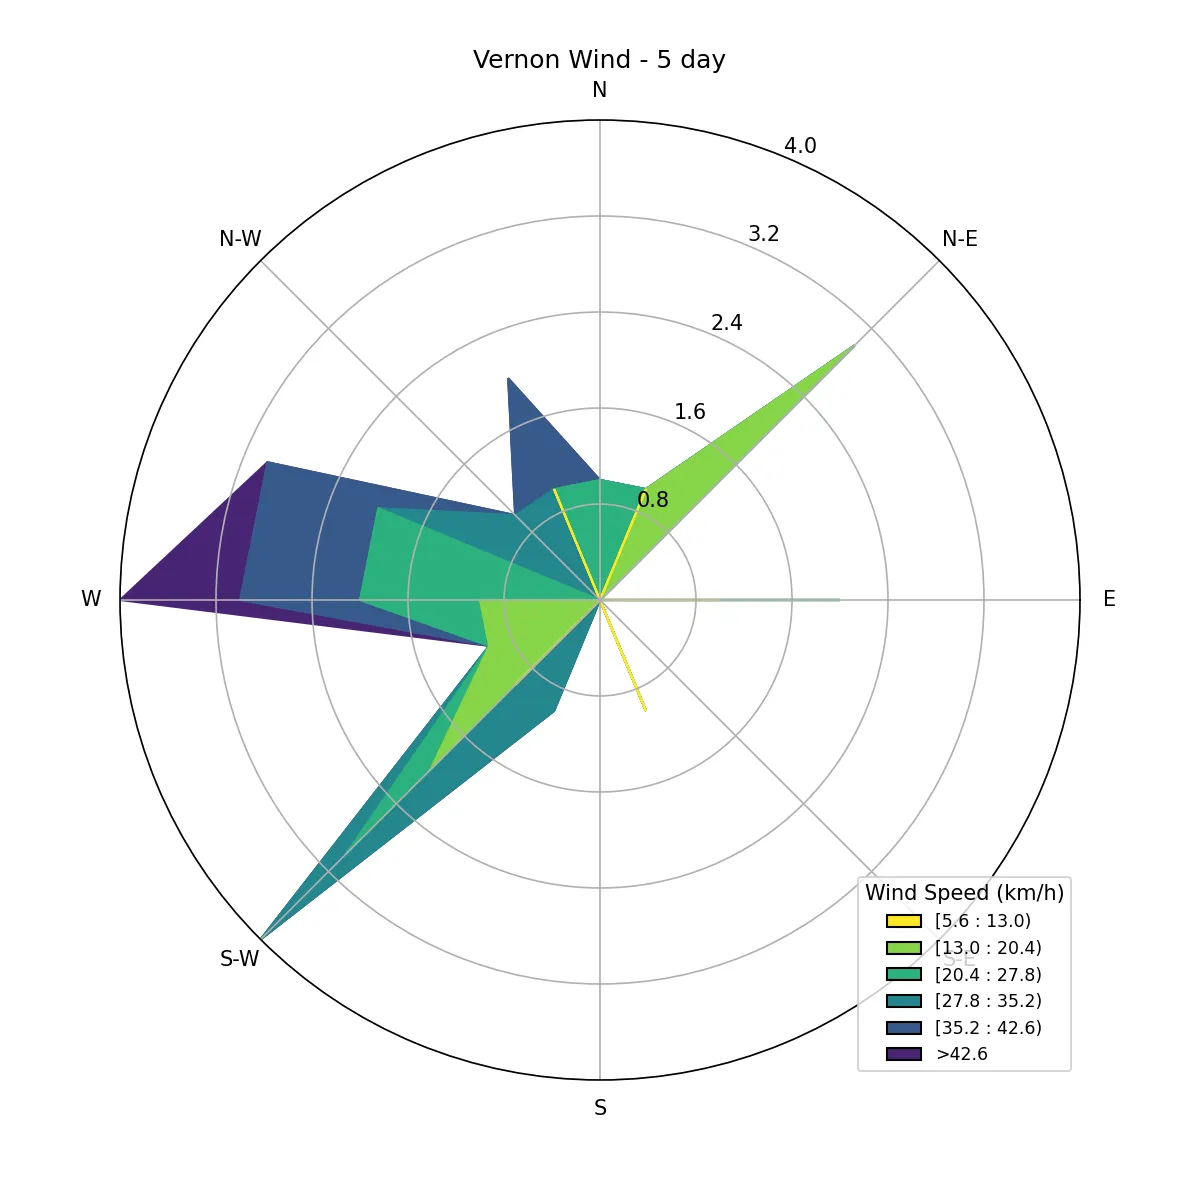 Vernon Wind - 5 day
N
4.0
N-W
3.2
N-E
2.4
1.6
0.8
W
E
S-W
S-E
S
Wind Speed (km/h)
[5.6 : 13.0)
[13.0 : 20.4)
[20.4 : 27.8)
[27.8 : 35.2)
[35.2 : 42.6)
>42.6